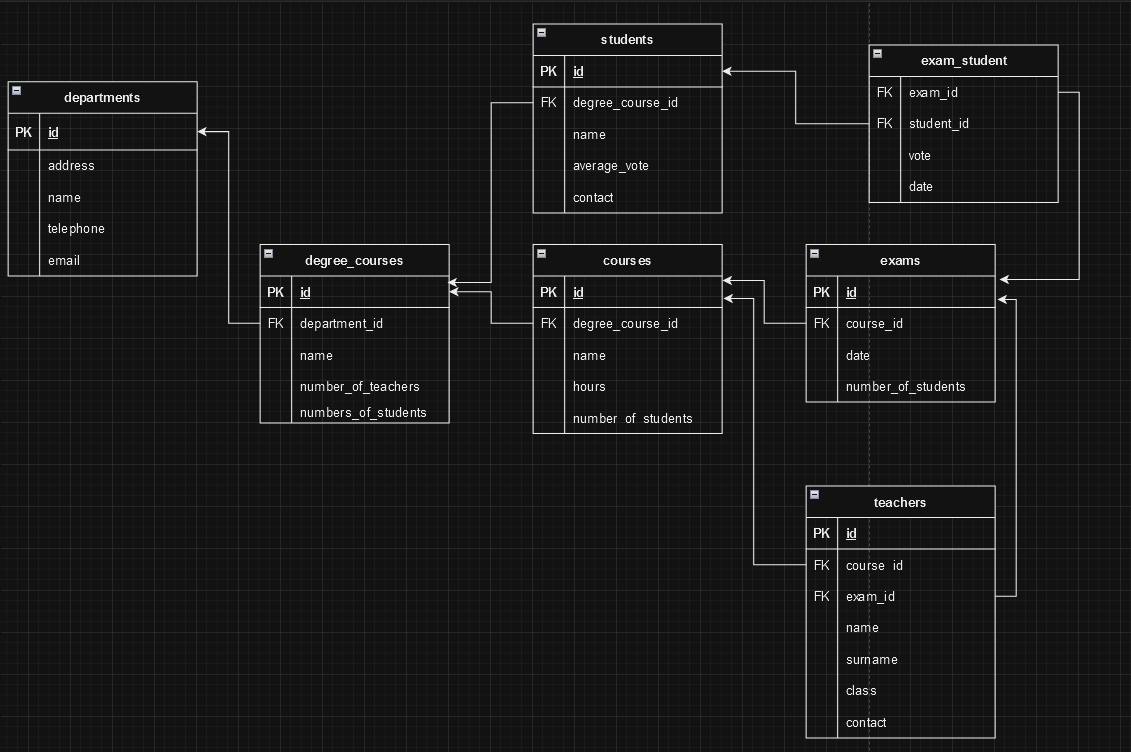 departments
PK id
address
name
telephone
email
degree_courses
PK id
FK department_id
name
number_of_teachers
numbers_of_students
students
PK id
FK degree_course_id
name
average_vote
contact
courses
PK id
FK degree_course_id
name
hours
number_of_students
exam_student
FK exam_id
FK student_id
vote
date
exams
PK id
FK course_id
date
number_of_students
teachers
PK id
FK course_id
FK exam_id
name
surname
class
contact